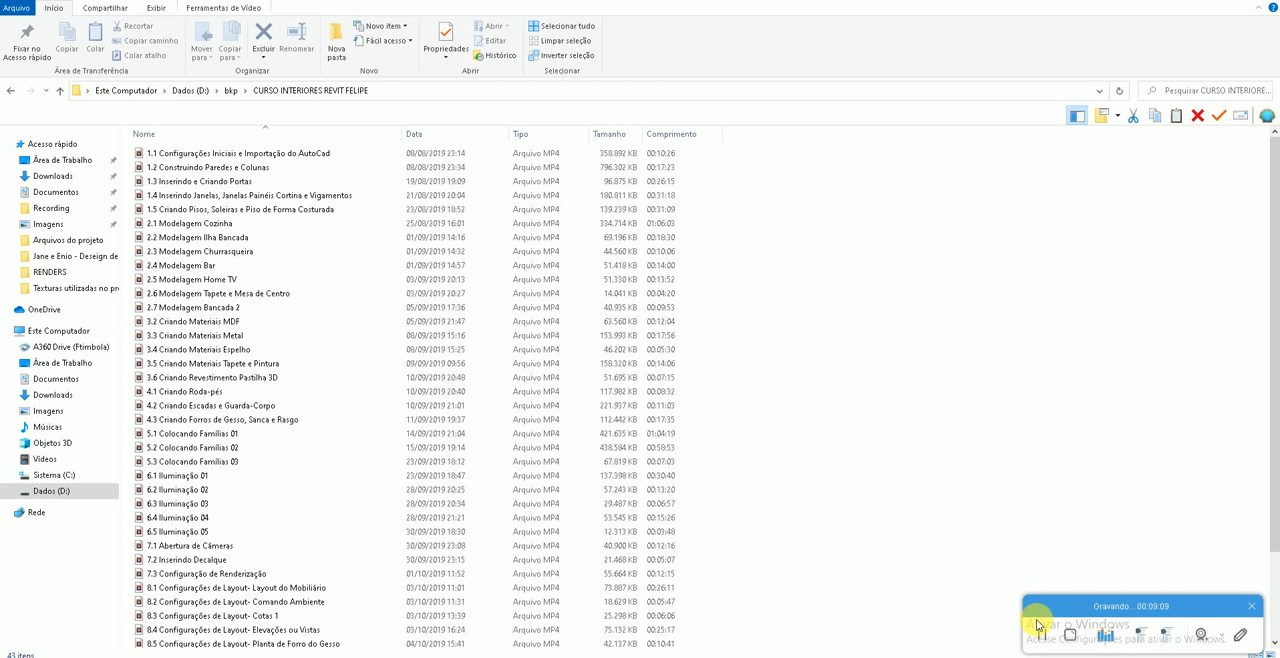 Arquivo Início Compartilhar Exibir Ferramentas de Vídeo
Fixar no Acesso rápido
Copiar
Colar
Recortar
Copiar caminho
Colar atalho
Área de Transferência
Mover para
Copiar para
Excluir
Renomear
Organizar
Nova pasta
Novo item
Fácil acesso
Novo
Propriedades
Abrir
Editar
Histórico
Abrir
Selecionar tudo
Limpar seleção
Inverter seleção
Selecionar
Este Computador › Dados (D:) › bkp › CURSO INTERIORES REVIT FELIPE
Pesquisar CURSO INTERIORE...
Acesso rápido
Área de Trabalho
Downloads
Documentos
Recording
Imagens
Arquivos do projeto
Jane e Enio - Deseign de
RENDERS
Texturas utilizadas no pr
OneDrive
Este Computador
A360 Drive (Ftimbola)
Área de Trabalho
Documentos
Downloads
Imagens
Músicas
Objetos 3D
Vídeos
Sistema (C:)
Dados (D:)
Rede
Nome Data Tipo Tamanho Comprimento
1.1 Configurações Iniciais e Importação do AutoCad 08/08/2019 23:14 Arquivo MP4 358.892 KB 00:10:26
1.2 Construindo Paredes e Colunas 08/08/2019 23:34 Arquivo MP4 796.302 KB 00:17:23
1.3 Inserindo e Criando Portas 19/08/2019 19:09 Arquivo MP4 96.875 KB 00:26:15
1.4 Inserindo Janelas, Janelas Painéis Cortina e Vigamentos 21/08/2019 20:04 Arquivo MP4 180.811 KB 00:31:18
1.5 Criando Pisos, Soleiras e Piso de Forma Costurada 23/08/2019 18:52 Arquivo MP4 139.239 KB 00:31:09
2.1 Modelagem Cozinha 25/08/2019 16:01 Arquivo MP4 334.714 KB 01:06:03
2.2 Modelagem Ilha Bancada 01/09/2019 14:16 Arquivo MP4 69.196 KB 00:18:30
2.3 Modelagem Churrasqueira 01/09/2019 14:32 Arquivo MP4 44.560 KB 00:10:06
2.4 Modelagem Bar 01/09/2019 14:57 Arquivo MP4 51.418 KB 00:14:00
2.5 Modelagem Home TV 03/09/2019 20:13 Arquivo MP4 51.330 KB 00:13:52
2.6 Modelagem Tapete e Mesa de Centro 03/09/2019 20:27 Arquivo MP4 14.041 KB 00:04:20
2.7 Modelagem Bancada 2 05/09/2019 17:36 Arquivo MP4 40.935 KB 00:09:53
3.2 Criando Materiais MDF 05/09/2019 21:47 Arquivo MP4 63.560 KB 00:12:04
3.3 Criando Materiais Metal 08/09/2019 15:16 Arquivo MP4 153.993 KB 00:17:56
3.4 Criando Materiais Espelho 08/09/2019 15:25 Arquivo MP4 46.202 KB 00:05:30
3.5 Criando Materiais Tapete e Pintura 09/09/2019 09:56 Arquivo MP4 158.320 KB 00:14:06
3.6 Criando Revestimento Pastilha 3D 10/09/2019 20:48 Arquivo MP4 51.695 KB 00:07:15
4.1 Criando Roda-pés 10/09/2019 20:40 Arquivo MP4 117.982 KB 00:08:32
4.2 Criando Escadas e Guarda-Corpo 10/09/2019 21:01 Arquivo MP4 221.937 KB 00:11:03
4.3 Criando Forros de Gesso, Sanca e Rasgo 11/09/2019 19:37 Arquivo MP4 112.442 KB 00:17:35
5.1 Colocando Famílias 01 14/09/2019 21:04 Arquivo MP4 421.635 KB 01:04:19
5.2 Colocando Famílias 02 15/09/2019 19:14 Arquivo MP4 438.584 KB 00:58:53
5.3 Colocando Famílias 03 23/09/2019 18:12 Arquivo MP4 67.819 KB 00:07:03
6.1 Iluminação 01 23/09/2019 18:47 Arquivo MP4 137.398 KB 00:30:40
6.2 Iluminação 02 28/09/2019 20:25 Arquivo MP4 57.243 KB 00:13:20
6.3 Iluminação 03 28/09/2019 20:34 Arquivo MP4 29.487 KB 00:06:57
6.4 Iluminação 04 28/09/2019 21:21 Arquivo MP4 53.545 KB 00:15:26
6.5 Iluminação 05 30/09/2019 18:30 Arquivo MP4 12.313 KB 00:03:48
7.1 Abertura de Câmeras 30/09/2019 23:08 Arquivo MP4 40.900 KB 00:12:16
7.2 Inserindo Decalque 30/09/2019 23:15 Arquivo MP4 21.468 KB 00:05:07
7.3 Configuração de Renderização 01/10/2019 11:52 Arquivo MP4 55.664 KB 00:12:15
8.1 Configurações de Layout- Layout do Mobiliário 03/10/2019 11:01 Arquivo MP4 73.887 KB 00:26:11
8.2 Configurações de Layout- Comando Ambiente 03/10/2019 11:31 Arquivo MP4 18.629 KB 00:05:47
8.3 Configurações de Layout- Cotas 1 03/10/2019 13:39 Arquivo MP4 25.298 KB 00:06:06
8.4 Configurações de Layout- Elevações ou Vistas 03/10/2019 16:24 Arquivo MP4 75.132 KB 00:25:17
8.5 Configurações de Layout- Planta de Forro do Gesso 04/10/2019 15:41 Arquivo MP4 32.642 KB 00:10:41
43 itens
Gravando... 00:09:09
Ativar o Windows
Acesse Configurações para ativar o Windows.